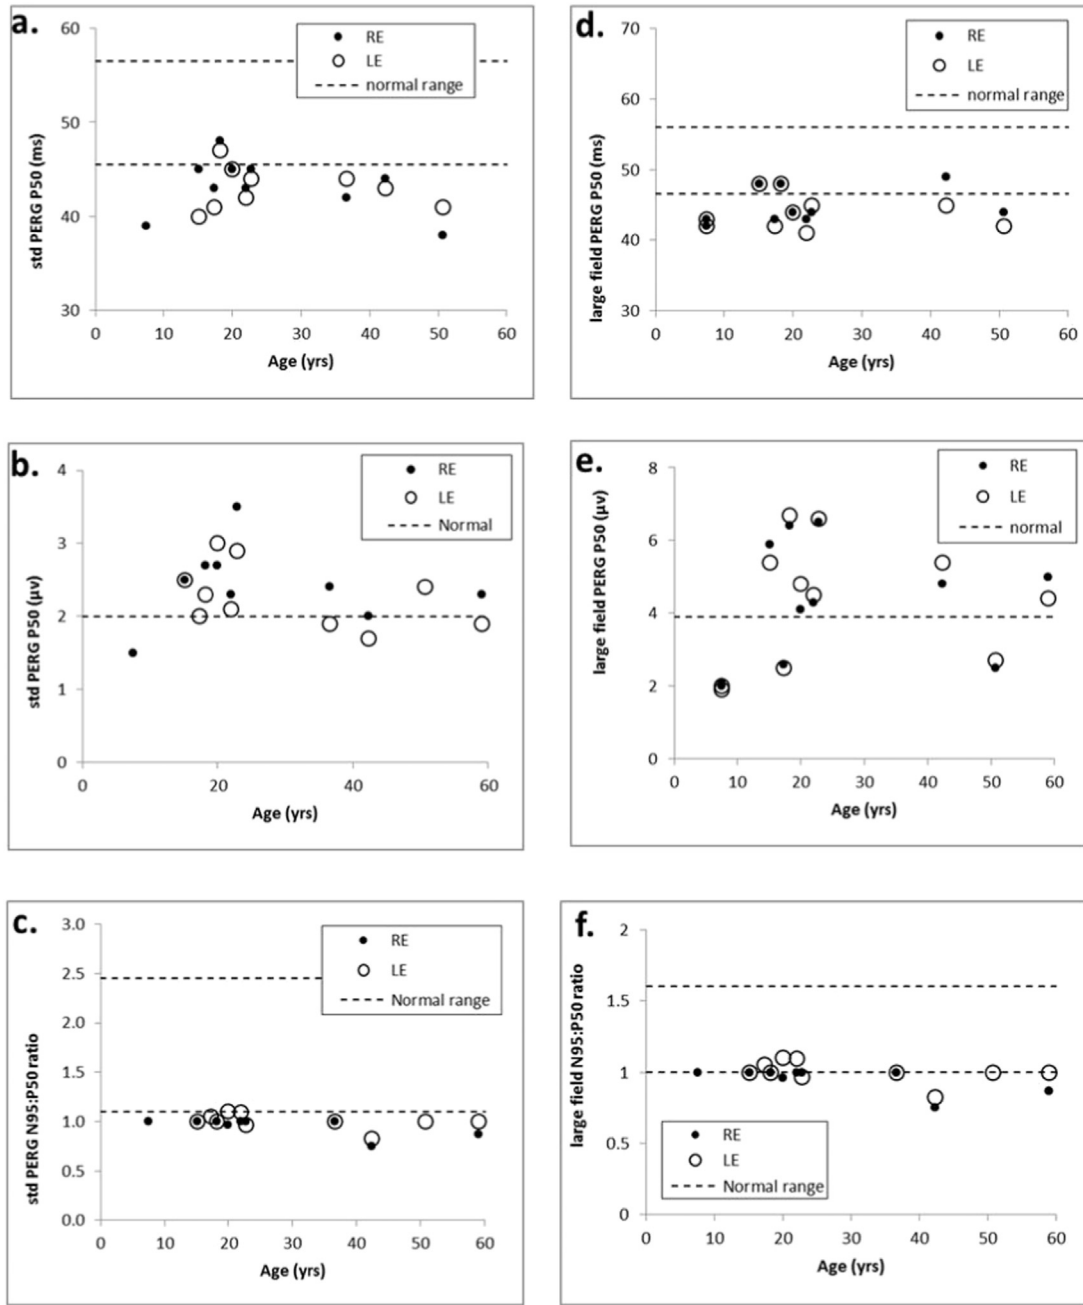 a.
60
50
40
30
std PERG P50 (ms)
RE
LE
normal range
0 10 20 30 40 50 60
Age (yrs)
d.
70
60
50
40
30
large field PERG P50 (ms)
RE
LE
normal range
0 10 20 30 40 50 60
Age (yrs)
b.
4
3
2
1
0
std PERG P50 (µv)
RE
LE
Normal
0 20 40 60
Age (yrs)
e.
8
6
4
2
0
large field PERG P50 (µv)
RE
LE
normal
0 10 20 30 40 50 60
Age (yrs)
c.
3.0
2.5
2.0
1.5
1.0
0.5
0.0
std PERG N95:P50 ratio
RE
LE
Normal range
0 10 20 30 40 50 60
Age (yrs)
f.
2
1.5
1
0.5
0
large field N95:P50 ratio
RE
LE
Normal range
0 10 20 30 40 50 60
Age (yrs)